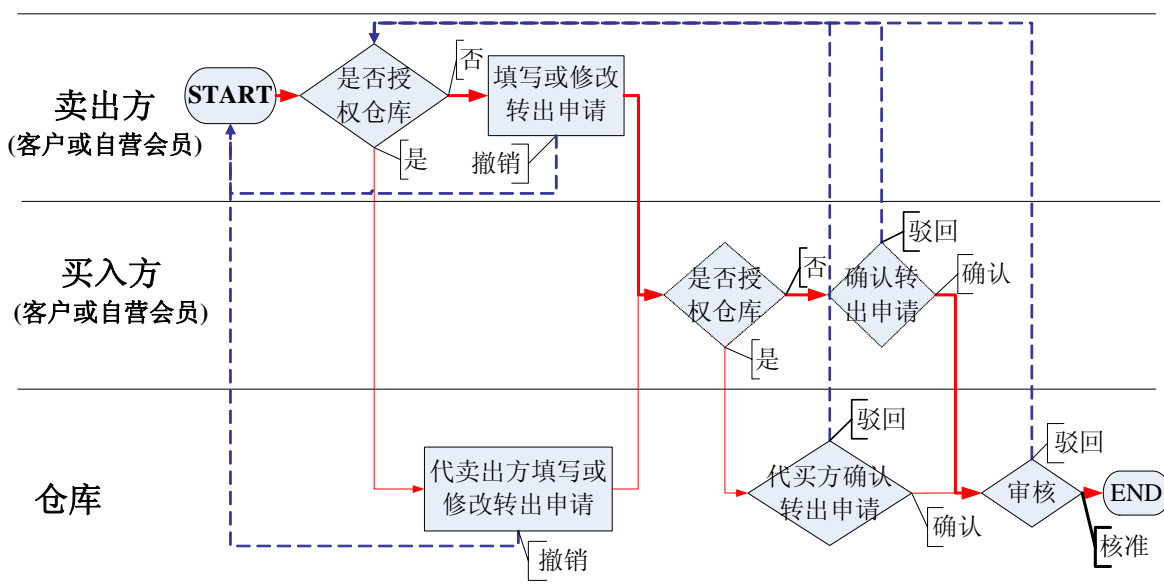 卖出方
(客户或自营会员)
START
是否授
权仓库
否
是
填写或修改
转出申请
撤销
买入方
(客户或自营会员)
是否授
权仓库
否
是
确认转
出申请
驳回
确认
仓库
代卖出方填写或
修改转出申请
撤销
代买方确认
转出申请
驳回
确认
审核
驳回
核准
END